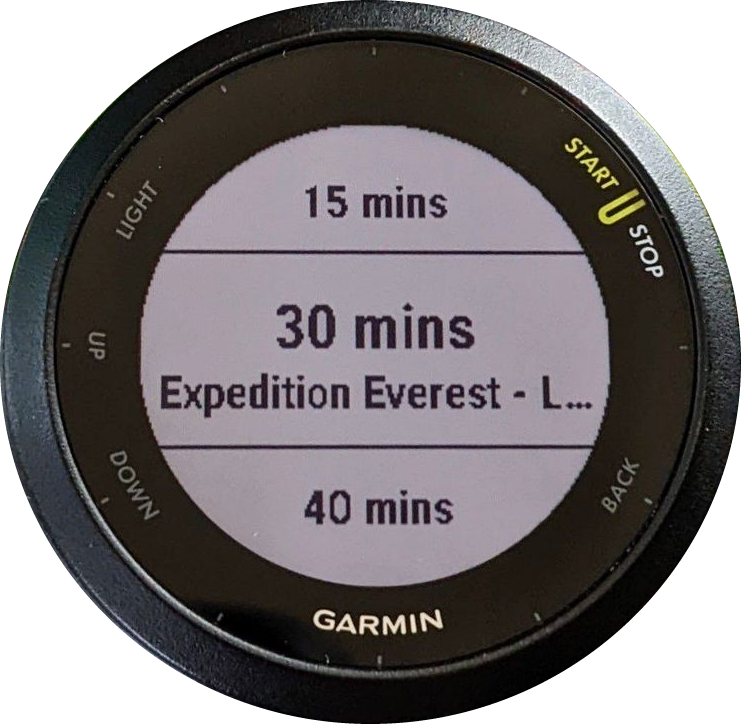 START
STOP
LIGHT
15 mins
UP
30 mins
Expedition Everest - L...
DOWN
BACK
40 mins
GARMIN